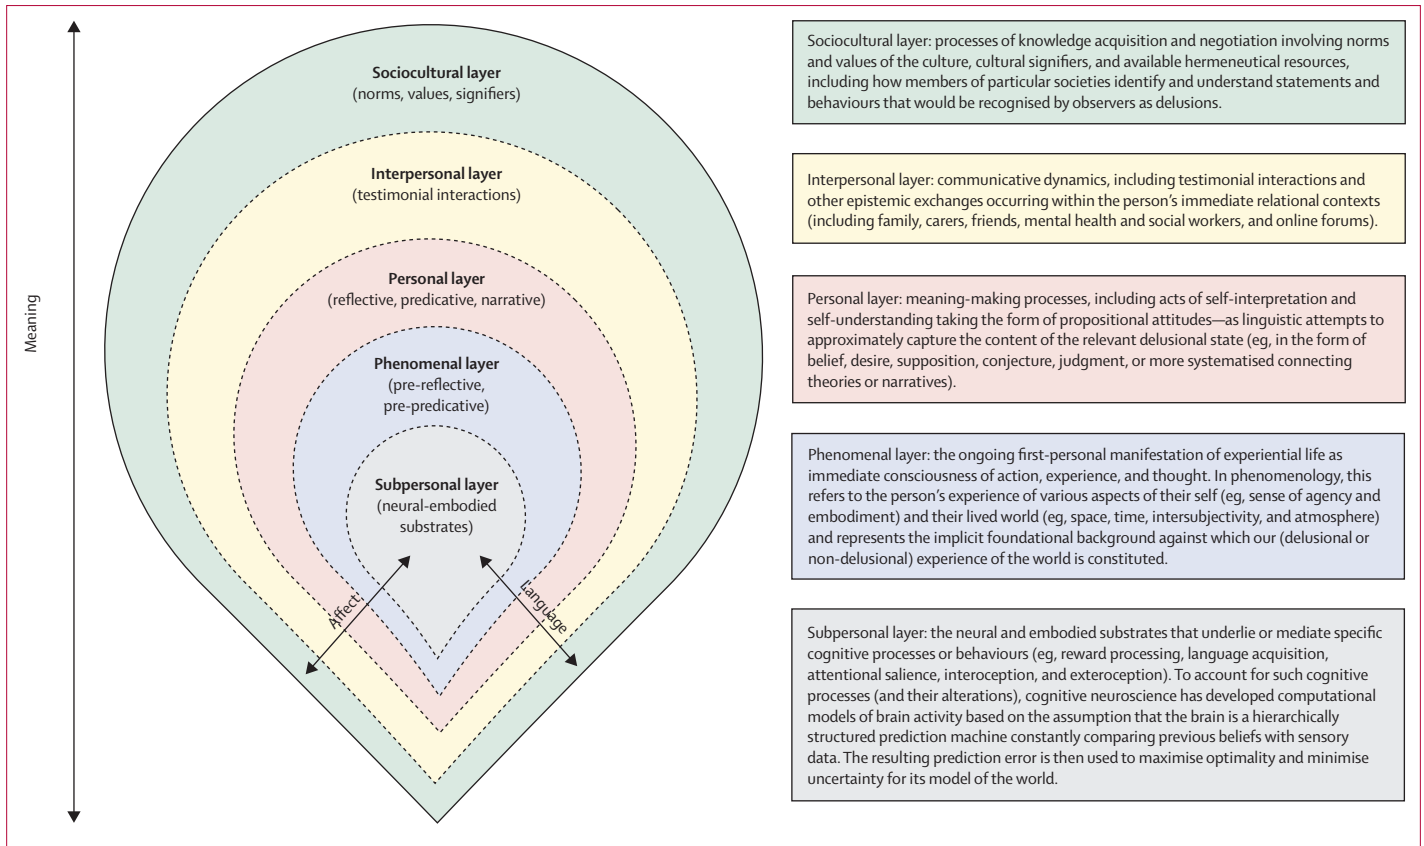 Meaning
Sociocultural layer
(norms, values, signifiers)
Interpersonal layer
(testimonial interactions)
Personal layer
(reflective, predicative, narrative)
Phenomenal layer
(pre-reflective,
pre-predicative)
Subpersonal layer
(neural-embodied
substrates)
Affect
Language
Sociocultural layer: processes of knowledge acquisition and negotiation involving norms
and values of the culture, cultural signifiers, and available hermeneutical resources,
including how members of particular societies identify and understand statements and
behaviours that would be recognised by observers as delusions.
Interpersonal layer: communicative dynamics, including testimonial interactions and
other epistemic exchanges occurring within the person's immediate relational contexts
(including family, carers, friends, mental health and social workers, and online forums).
Personal layer: meaning-making processes, including acts of self-interpretation and
self-understanding taking the form of propositional attitudes—as linguistic attempts to
approximately capture the content of the relevant delusional state (eg, in the form of
belief, desire, supposition, conjecture, judgment, or more systematised connecting
theories or narratives).
Phenomenal layer: the ongoing first-personal manifestation of experiential life as
immediate consciousness of action, experience, and thought. In phenomenology, this
refers to the person's experience of various aspects of their self (eg, sense of agency and
embodiment) and their lived world (eg, space, time, intersubjectivity, and atmosphere)
and represents the implicit foundational background against which our (delusional or
non-delusional) experience of the world is constituted.
Subpersonal layer: the neural and embodied substrates that underlie or mediate specific
cognitive processes or behaviours (eg, reward processing, language acquisition,
attentional salience, interoception, and exteroception). To account for such cognitive
processes (and their alterations), cognitive neuroscience has developed computational
models of brain activity based on the assumption that the brain is a hierarchically
structured prediction machine constantly comparing previous beliefs with sensory
data. The resulting prediction error is then used to maximise optimality and minimise
uncertainty for its model of the world.